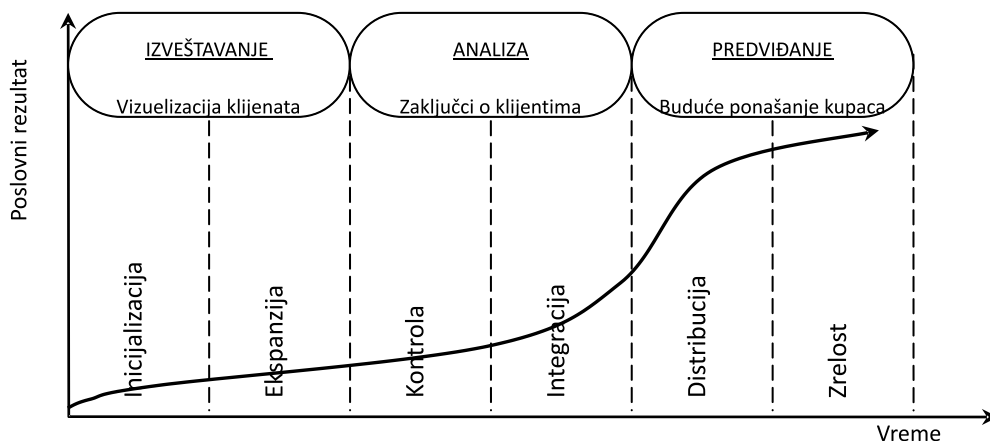 IZVEŠTAVANJE
Vizuelizacija klijenata
ANALIZA
Zaključci o klijentima
PREDVIĐANJE
Buduće ponašanje kupaca
Poslovni rezultat
Inicijalizacija
Ekspanzija
Kontrola
Integracija
Distribucija
Zrelost
Vreme